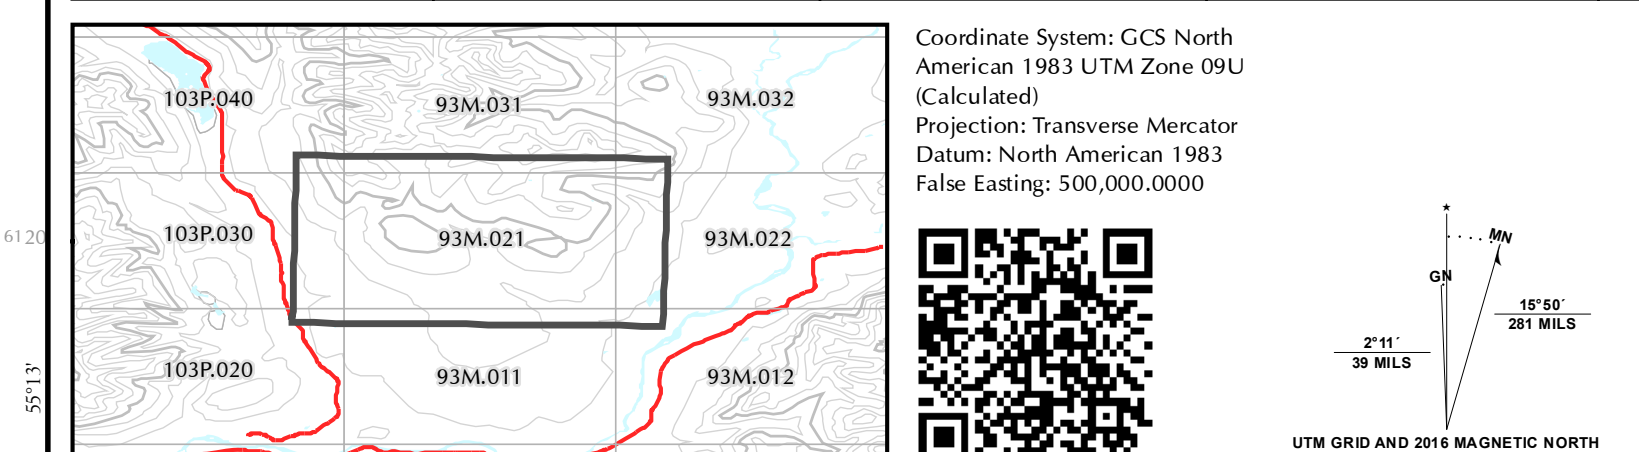 103P.040
93M.031
93M.032
6120
103P.030
93M.021
93M.022
55°13'
103P.020
93M.011
93M.012
Coordinate System: GCS North
American 1983 UTM Zone 09U
(Calculated)
Projection: Transverse Mercator
Datum: North American 1983
False Easting: 500,000.0000
MN
GN
15°50´
281 MILS
2°11´
39 MILS
UTM GRID AND 2016 MAGNETIC NORTH